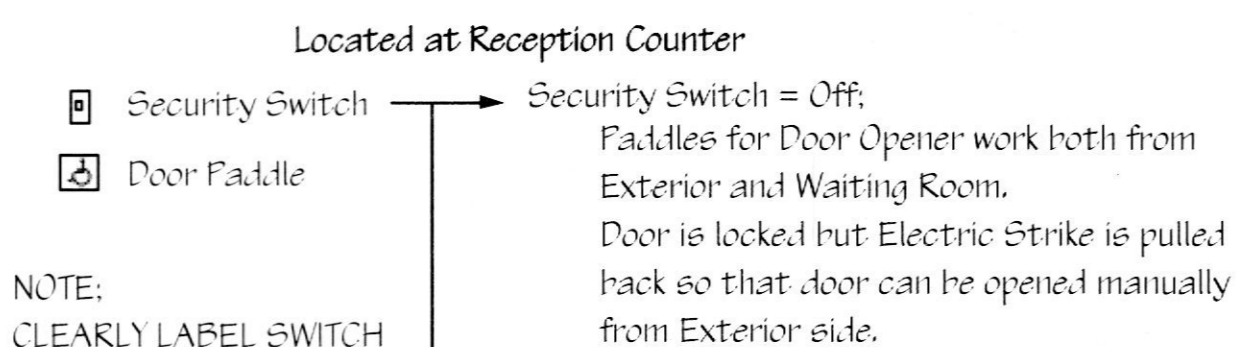 Located at Reception Counter
Security Switch
Security Switch = Off;
Paddles for Door Opener work both from
Door Paddle
Exterior and Waiting Room.
Door is locked but Electric Strike is pulled
NOTE;
back so that door can be opened manually
CLEARLY LABEL SWITCH
from Exterior side.